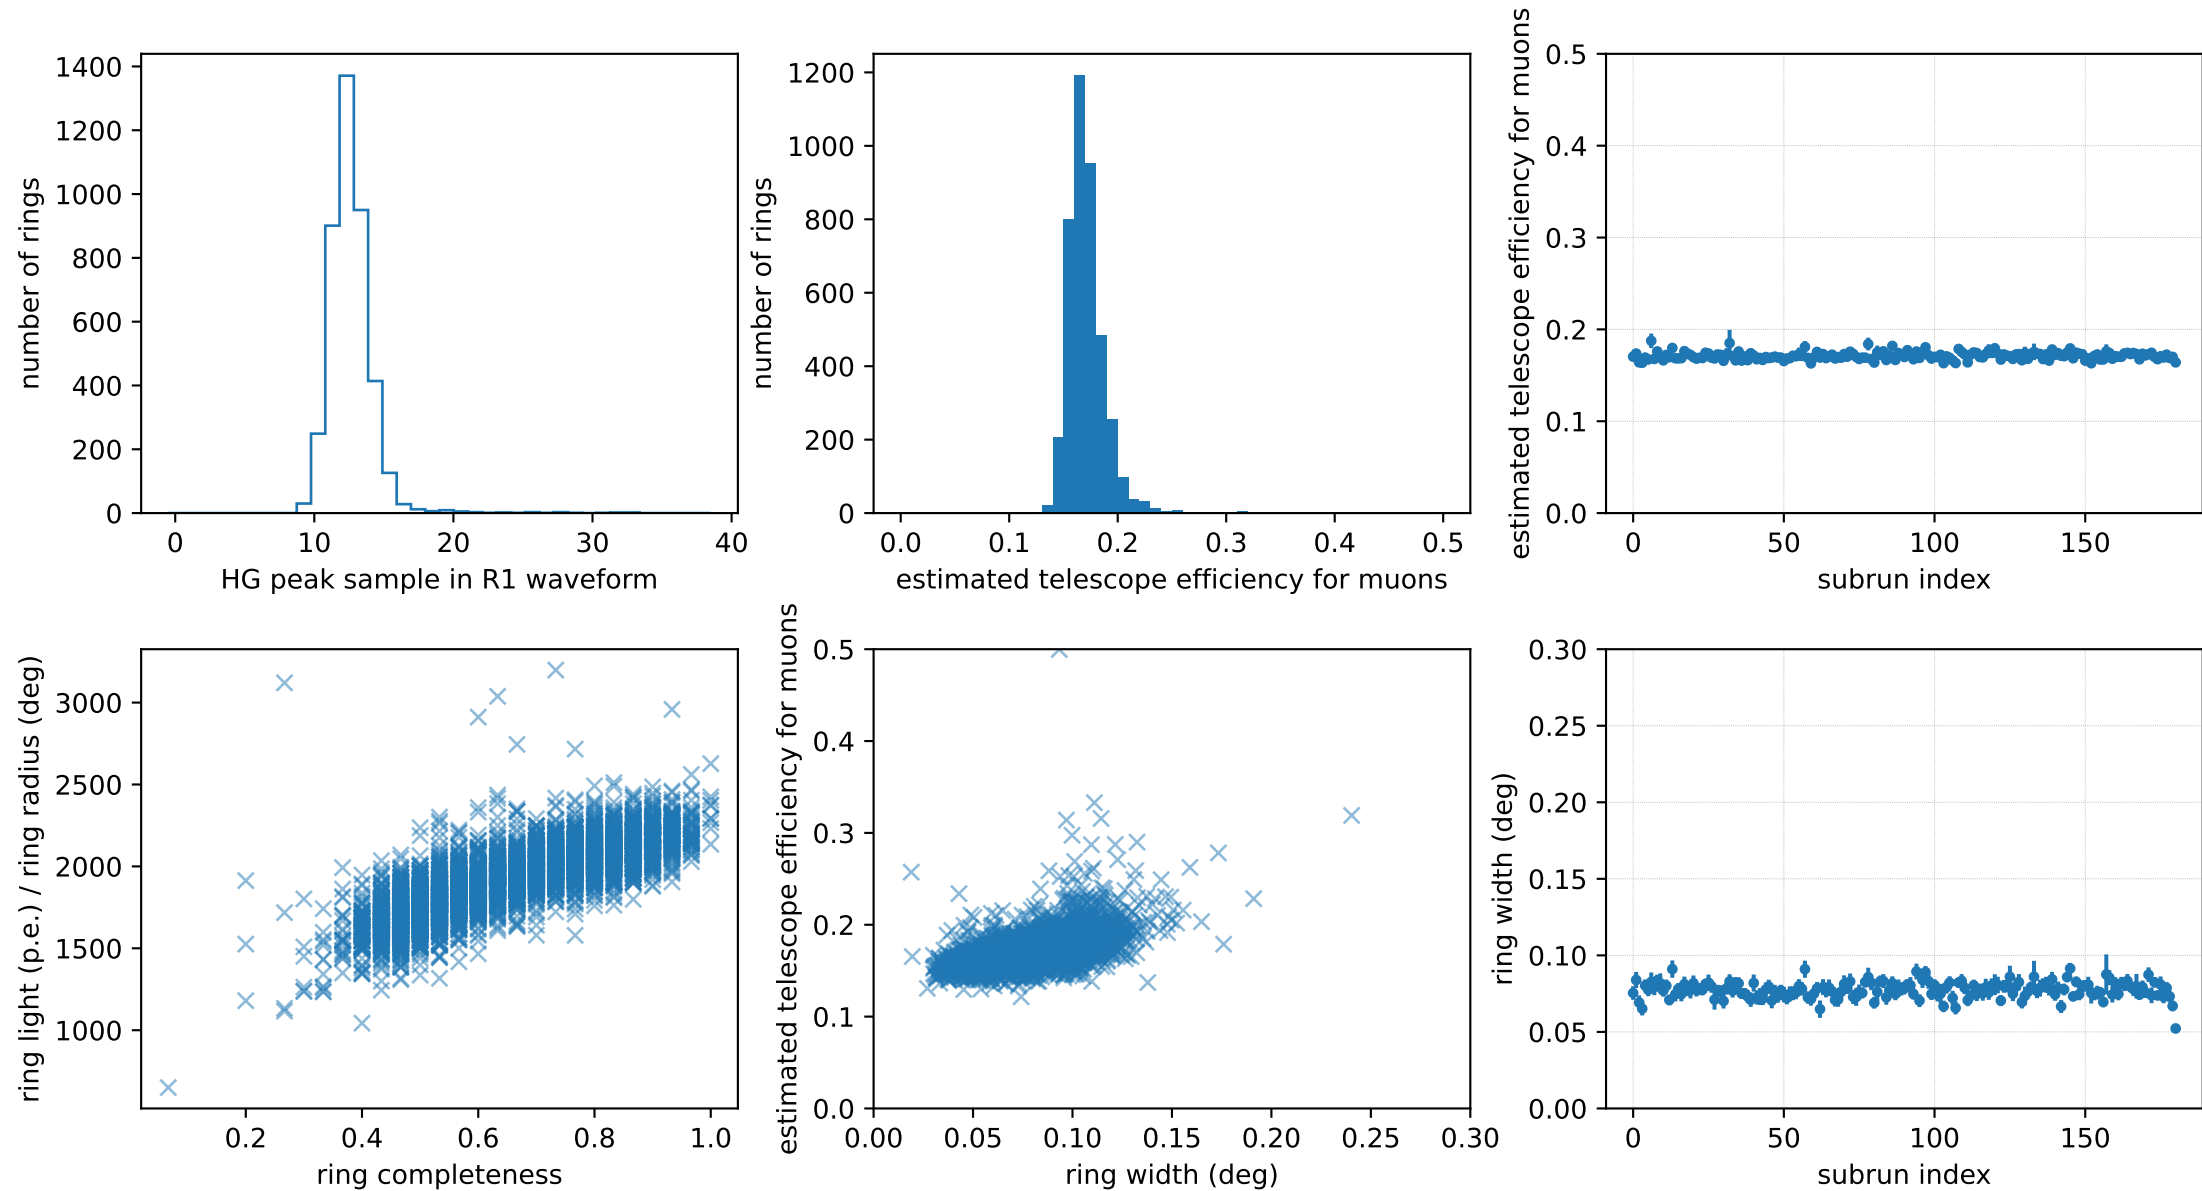 1400
1200
1000
800
600
400
200
0
number of rings
0 10 20 30 40
HG peak sample in R1 waveform
1200
1000
800
600
400
200
0
number of rings
0.0 0.1 0.2 0.3 0.4 0.5
estimated telescope efficiency for muons
0.5
0.4
0.3
0.2
0.1
0.0
estimated telescope efficiency for muons
0 50 100 150
subrun index
3000
2500
2000
1500
1000
ring light (p.e.) / ring radius (deg)
0.2 0.4 0.6 0.8 1.0
ring completeness
0.5
0.4
0.3
0.2
0.1
0.0
estimated telescope efficiency for muons
0.00 0.05 0.10 0.15 0.20 0.25 0.30
ring width (deg)
0.30
0.25
0.20
0.15
0.10
0.05
0.00
ring width (deg)
0 50 100 150
subrun index